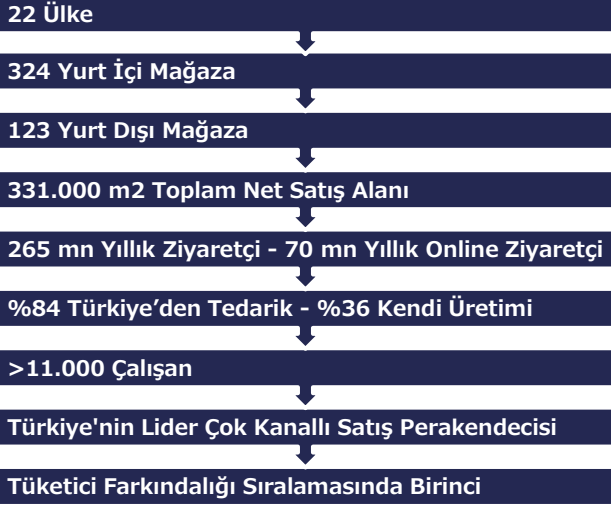 22 Ülke
324 Yurt İçi Mağaza
123 Yurt Dışı Mağaza
331.000 m2 Toplam Net Satış Alanı
265 mn Yıllık Ziyaretçi - 70 mn Yıllık Online Ziyaretçi
%84 Türkiye’den Tedarik - %36 Kendi Üretimi
>11.000 Çalışan
Türkiye'nin Lider Çok Kanallı Satış Perakendecisi
Tüketici Farkındalığı Sıralamasında Birinci